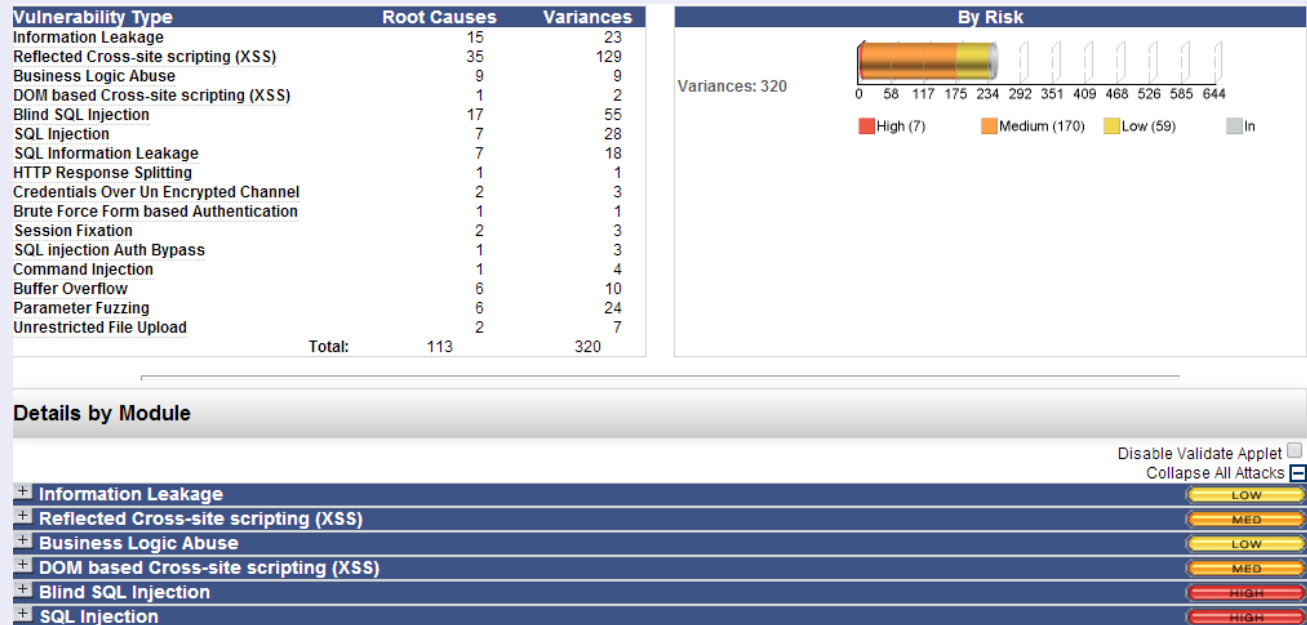 Vulnerability Type Root Causes Variances
Information Leakage 15 23
Reflected Cross-site scripting (XSS) 35 129
Business Logic Abuse 9 9
DOM based Cross-site scripting (XSS) 1 2
Blind SQL Injection 17 55
SQL Injection 7 28
SQL Information Leakage 7 18
HTTP Response Splitting 1 1
Credentials Over Un Encrypted Channel 2 3
Brute Force Form based Authentication 1 1
Session Fixation 2 3
SQL injection Auth Bypass 1 3
Command Injection 1 4
Buffer Overflow 6 10
Parameter Fuzzing 6 24
Unrestricted File Upload 2 7
Total: 113 320
By Risk
Variances: 320
0 58 117 175 234 292 351 409 468 526 585 644
High (7) Medium (170) Low (59) In
Details by Module
Disable Validate Applet
Collapse All Attacks
Information Leakage LOW
Reflected Cross-site scripting (XSS) MED
Business Logic Abuse LOW
DOM based Cross-site scripting (XSS) MED
Blind SQL Injection HIGH
SQL Injection HIGH